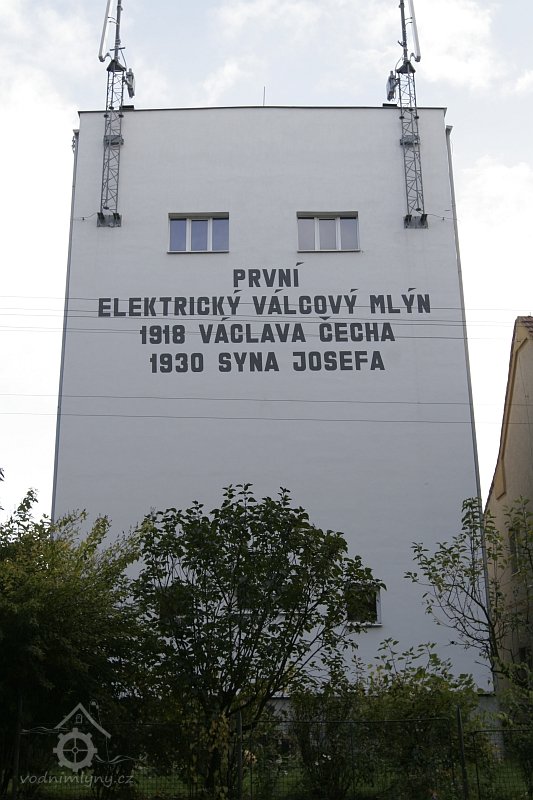 PRVNÍ
ELEKTRICKÝ VÁLCOVÝ MLÝN
1918 VÁCLAVA ČECHA
1930 SYNA JOSEFA
vodnimlyny.cz